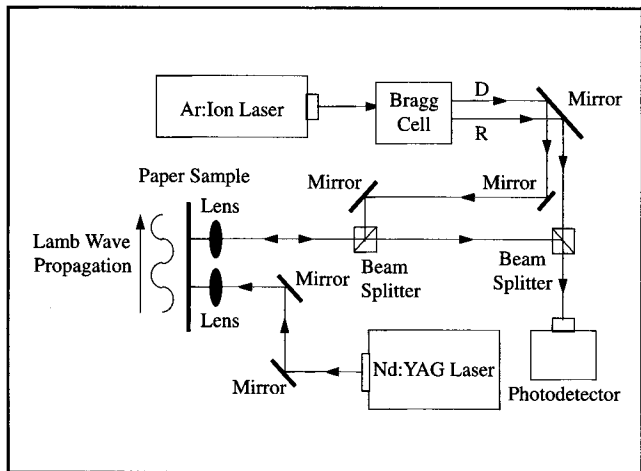 Ar:Ion Laser
Bragg
Cell
D
R
Mirror
Paper Sample
Lens
Mirror
Mirror
Lamb Wave
Propagation
Beam
Splitter
Beam
Splitter
Mirror
Lens
Mirror
Nd:YAG Laser
Photodetector